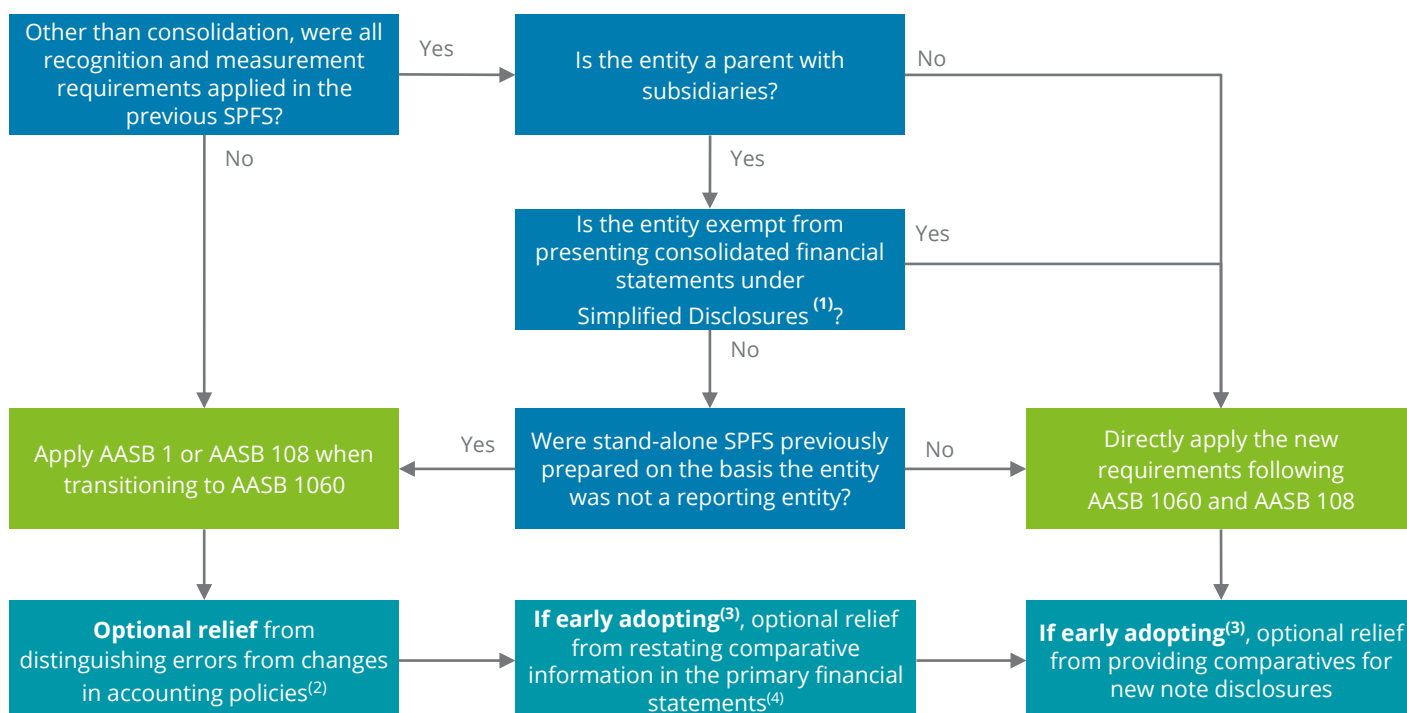 Other than consolidation, were all
recognition and measurement
requirements applied in the
previous SPFS?
Yes
Is the entity a parent with
subsidiaries?
No
No
Yes
Is the entity exempt from
presenting consolidated financial
statements under
Simplified Disclosures (1)?
Yes
No
Apply AASB 1 or AASB 108 when
transitioning to AASB 1060
Yes
Were stand-alone SPFS previously
prepared on the basis the entity
was not a reporting entity?
No
Directly apply the new
requirements following
AASB 1060 and AASB 108
Optional relief from
distinguishing errors from changes
in accounting policies(2)
If early adopting(3), optional relief
from restating comparative
information in the primary financial
statements(4)
If early adopting(3), optional relief
from providing comparatives for
new note disclosures